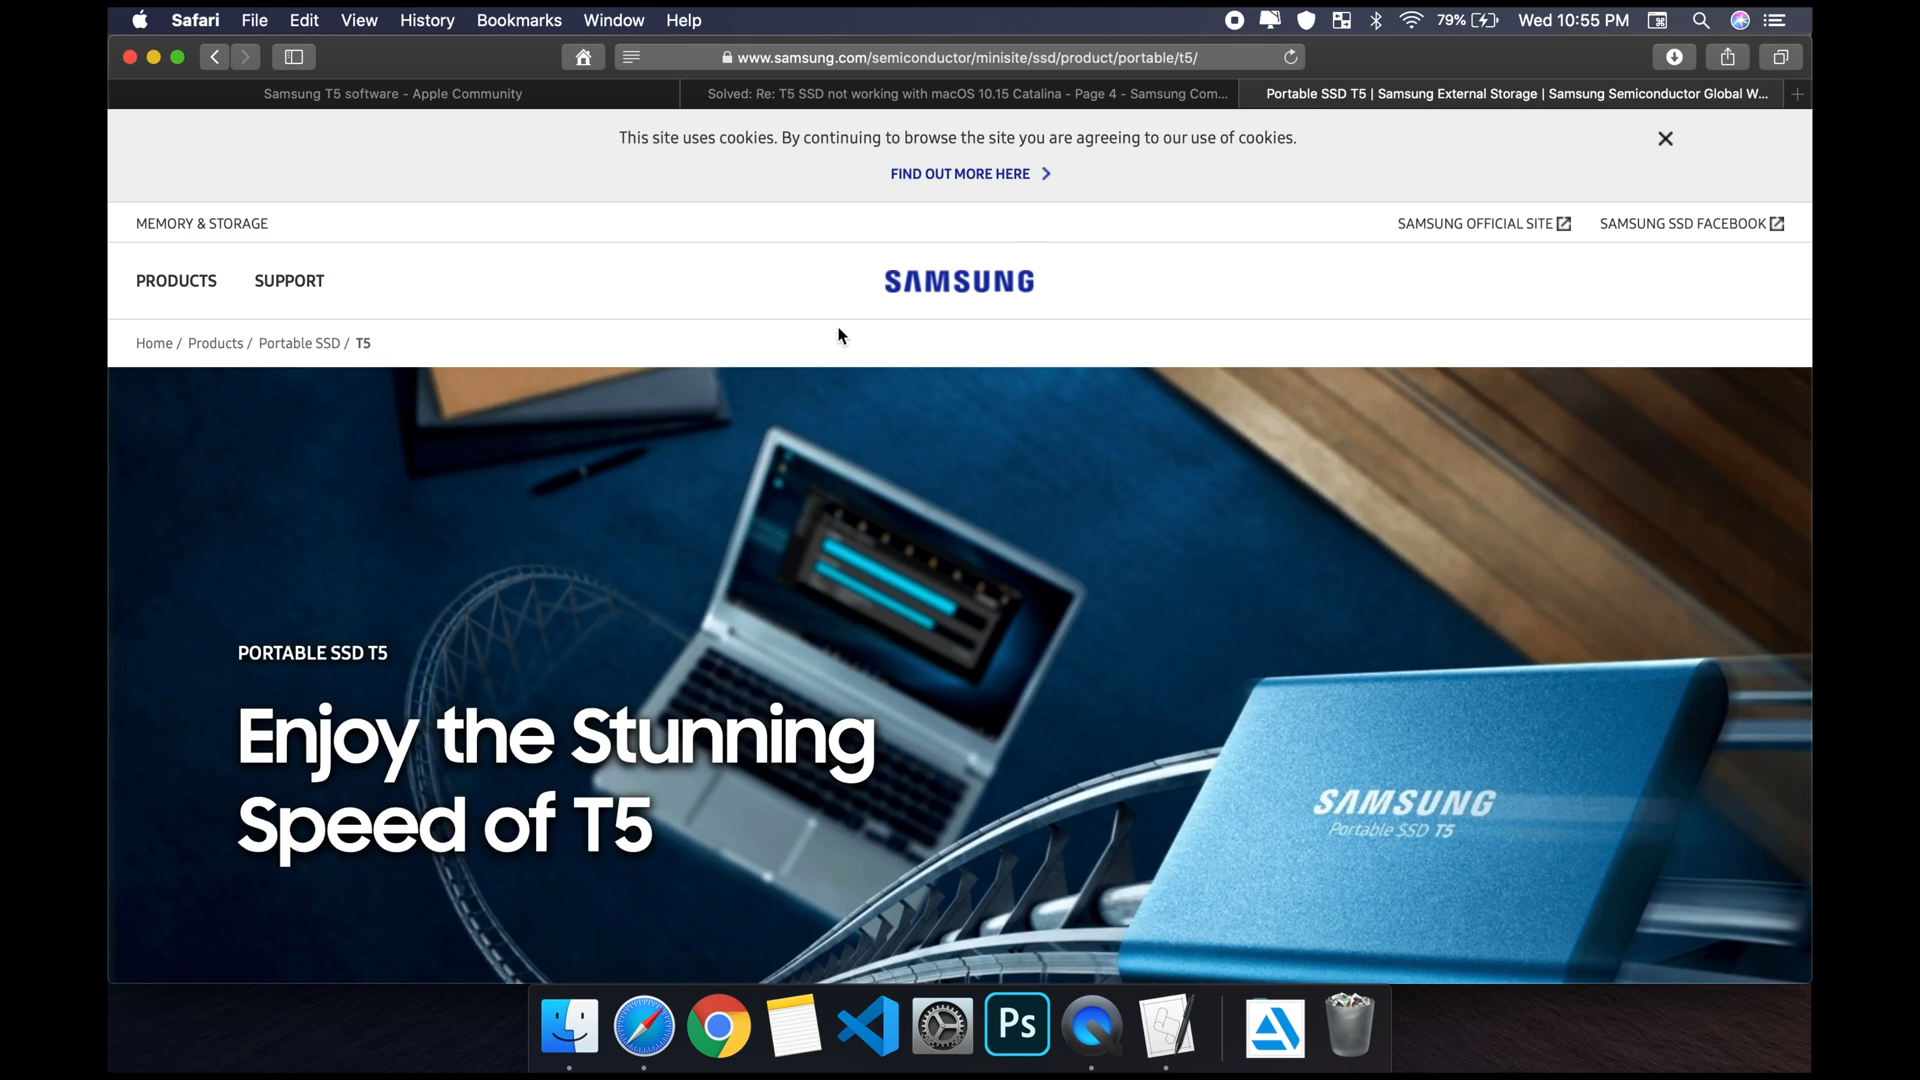 Safari File Edit View History Bookmarks Window Help 79% Wed 10:55 PM
www.samsung.com/semiconductor/minisite/ssd/product/portable/t5/
Samsung T5 software - Apple Community
Solved: Re: T5 SSD not working with macOS 10.15 Catalina - Page 4 - Samsung Com...
Portable SSD T5 | Samsung External Storage | Samsung Semiconductor Global W...
This site uses cookies. By continuing to browse the site you are agreeing to our use of cookies.
FIND OUT MORE HERE
MEMORY & STORAGE
SAMSUNG OFFICIAL SITE
SAMSUNG SSD FACEBOOK
PRODUCTS SUPPORT
SAMSUNG
Home / Products / Portable SSD / T5
PORTABLE SSD T5
Enjoy the Stunning
Speed of T5
SAMSUNG
Portable SSD T5
Ps